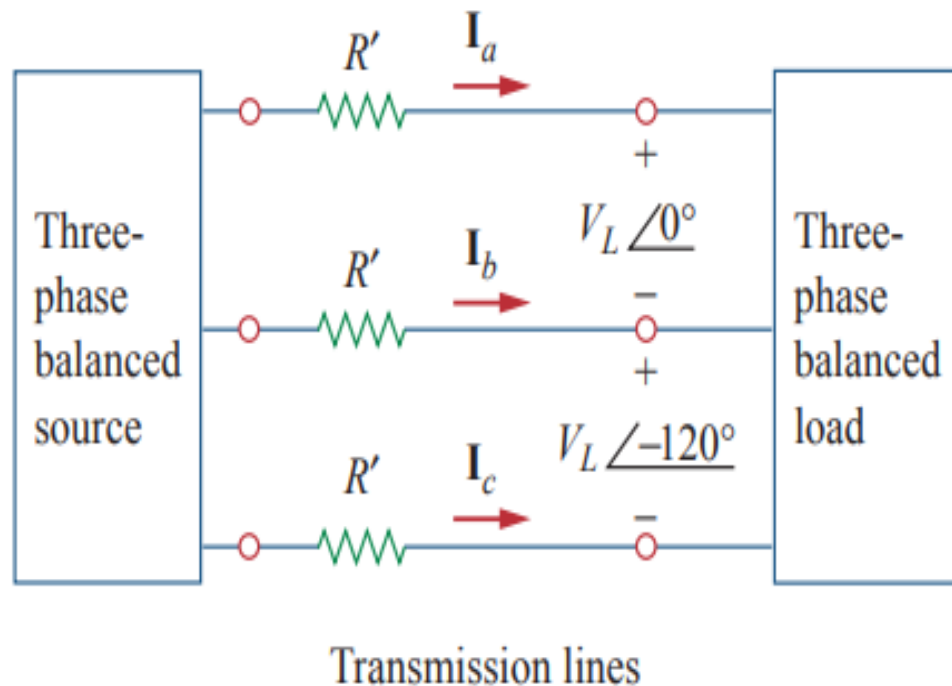 R′ I_a
+
Three-
phase
balanced
source
V_L ∠0°
Three-
phase
balanced
load
R′ I_b
−
+
V_L ∠−120°
R′ I_c
−
Transmission lines